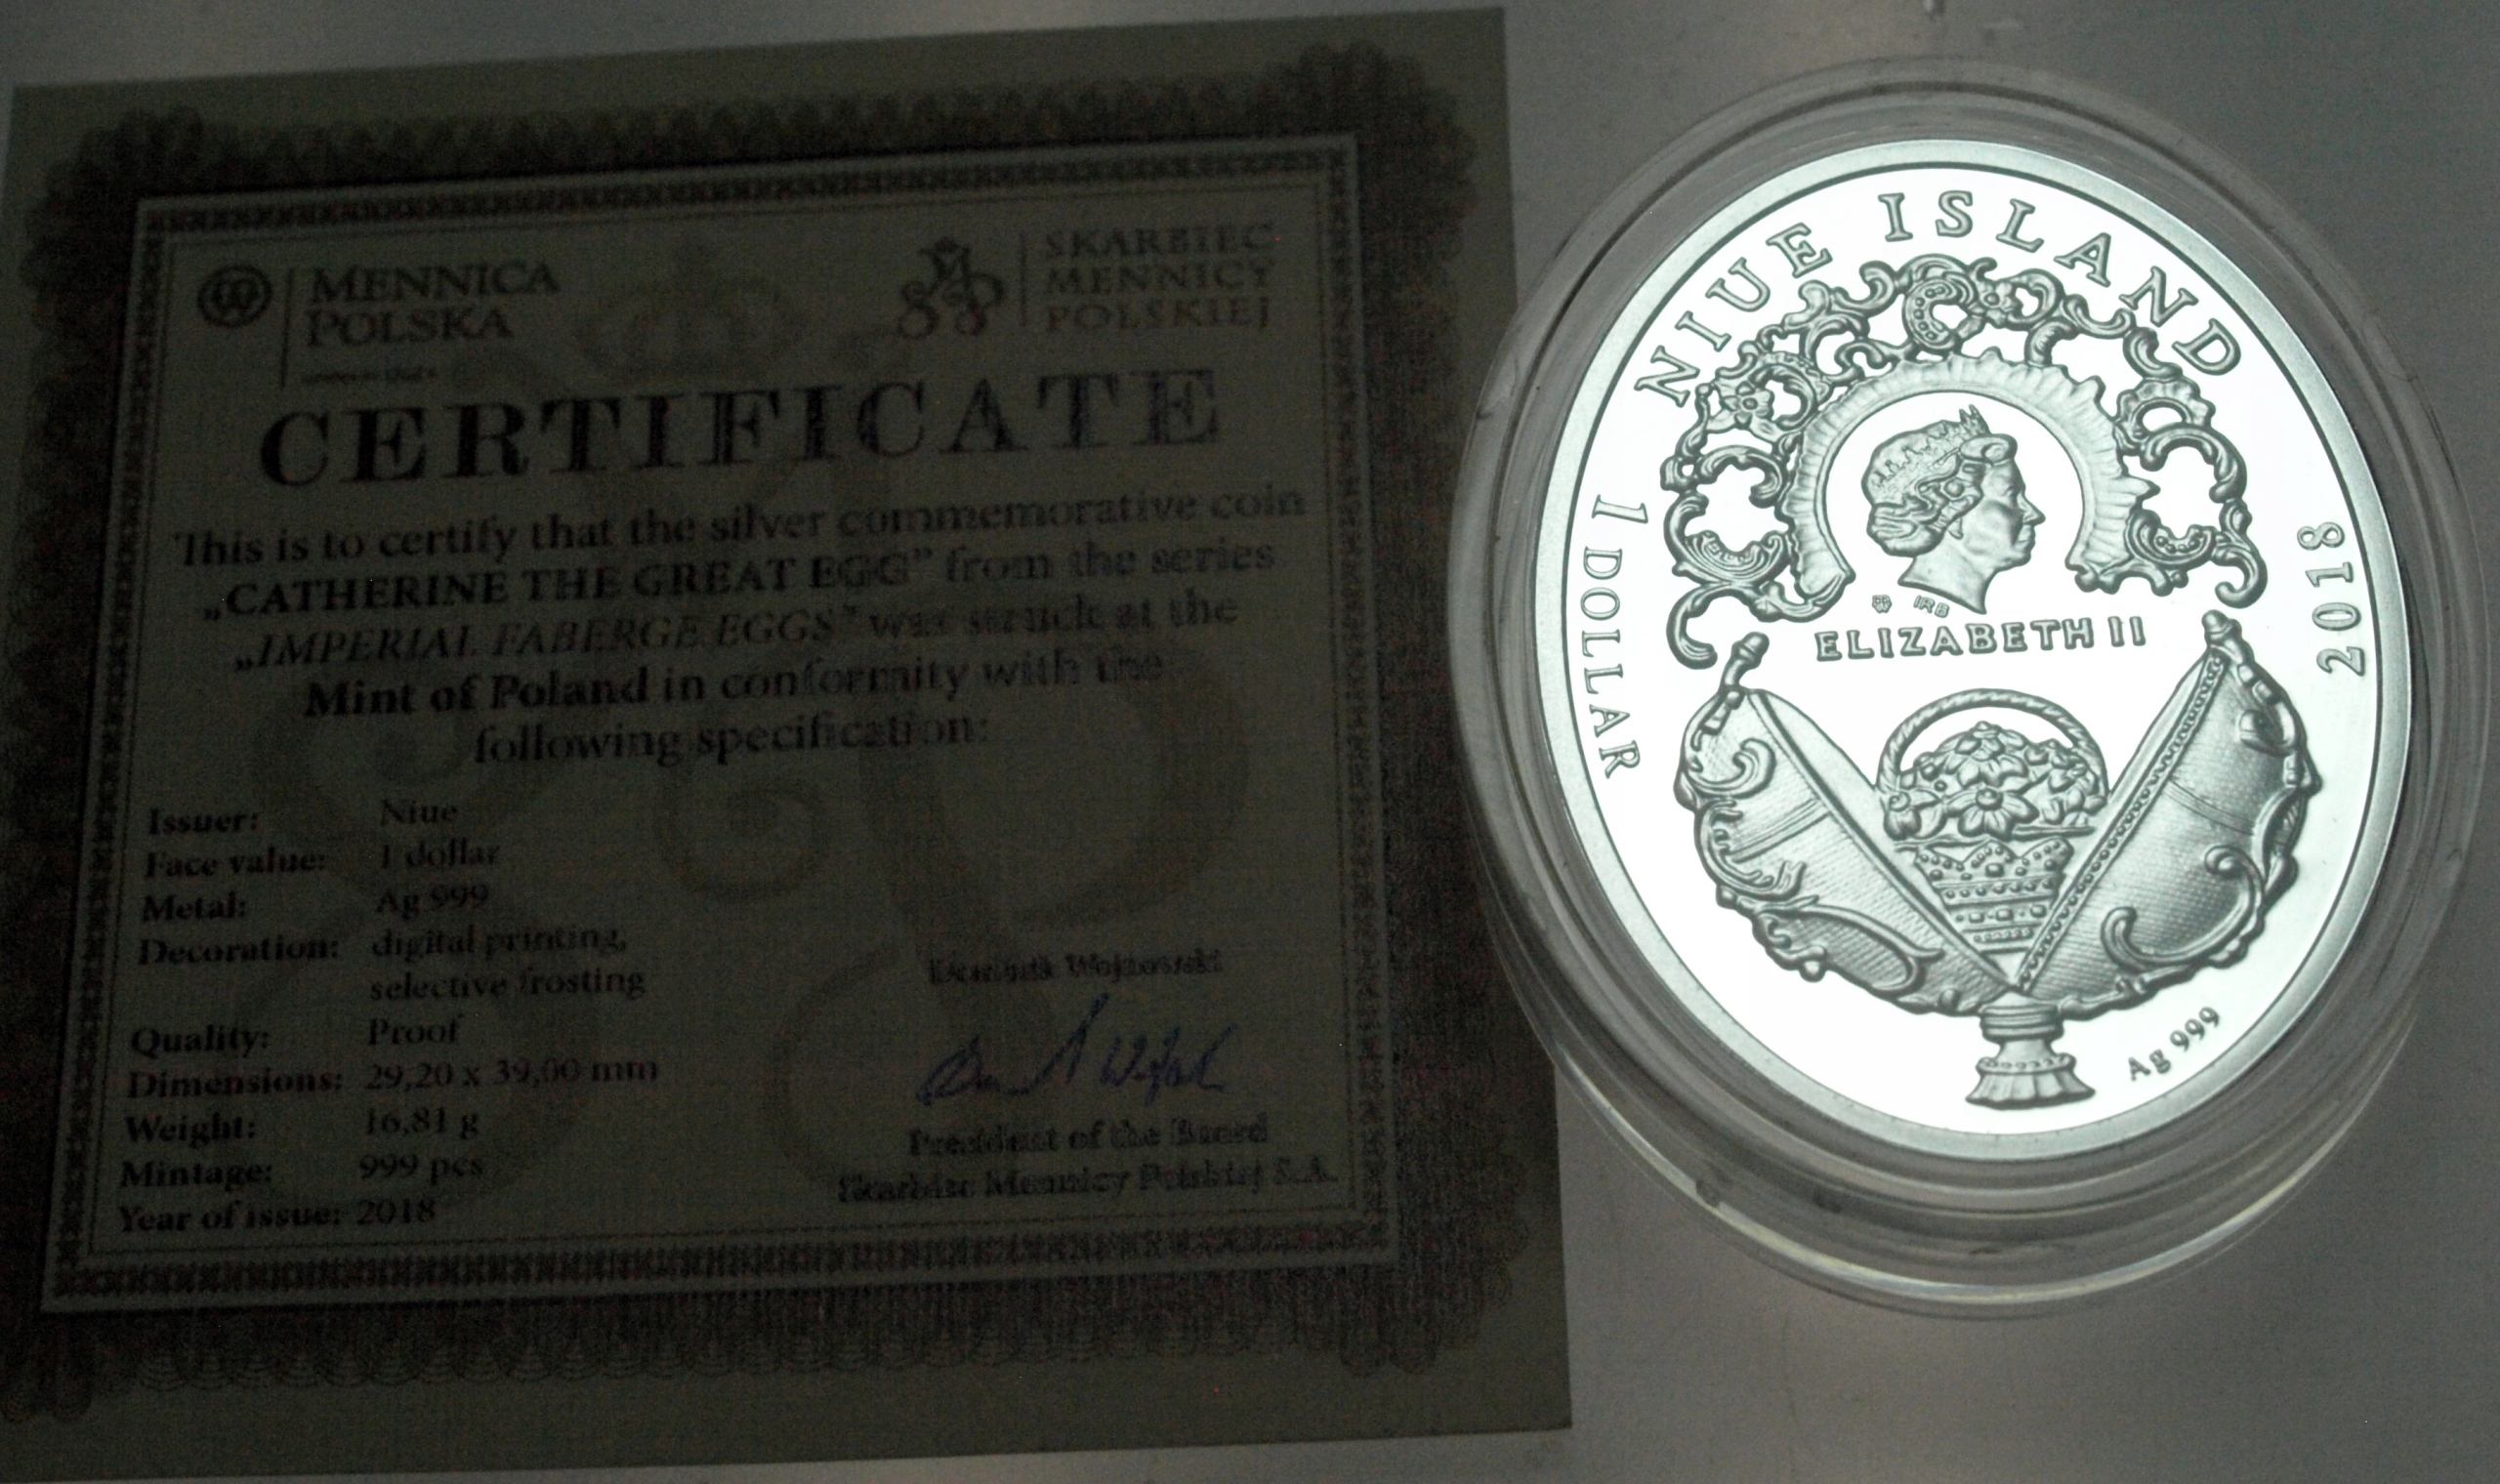 MENNICA
POLSKA
SKARBIEC
MENNICY
POLSKIEJ
CERTIFICATE
This is to certify that the silver commemorative coin
„CATHERINE THE GREAT EGG” from the series
„IMPERIAL FABERGE EGGS” was struck at the
Mint of Poland in conformity with the
following specification:
Issuer: Niue
Face value: 1 dollar
Metal: Ag 999
Decoration: digital printing,
selective frosting
Quality: Proof
Dimensions: 29,20 x 39,00 mm
Weight: 16,81 g
Mintage: 999 pcs
Year of issue: 2018
President of the Board
Skarbiec Mennicy Polskiej S.A.
NIUE ISLAND
1 DOLLAR
2018
IRB
ELIZABETH II
Ag 999